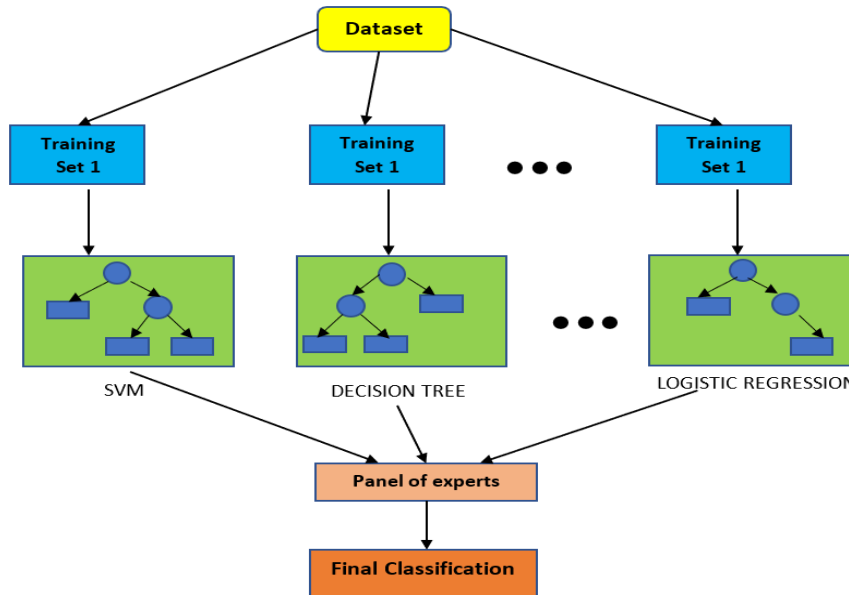 Dataset
Training
Set 1
Training
Set 1
Training
Set 1
SVM
DECISION TREE
LOGISTIC REGRESSION
Panel of experts
Final Classification